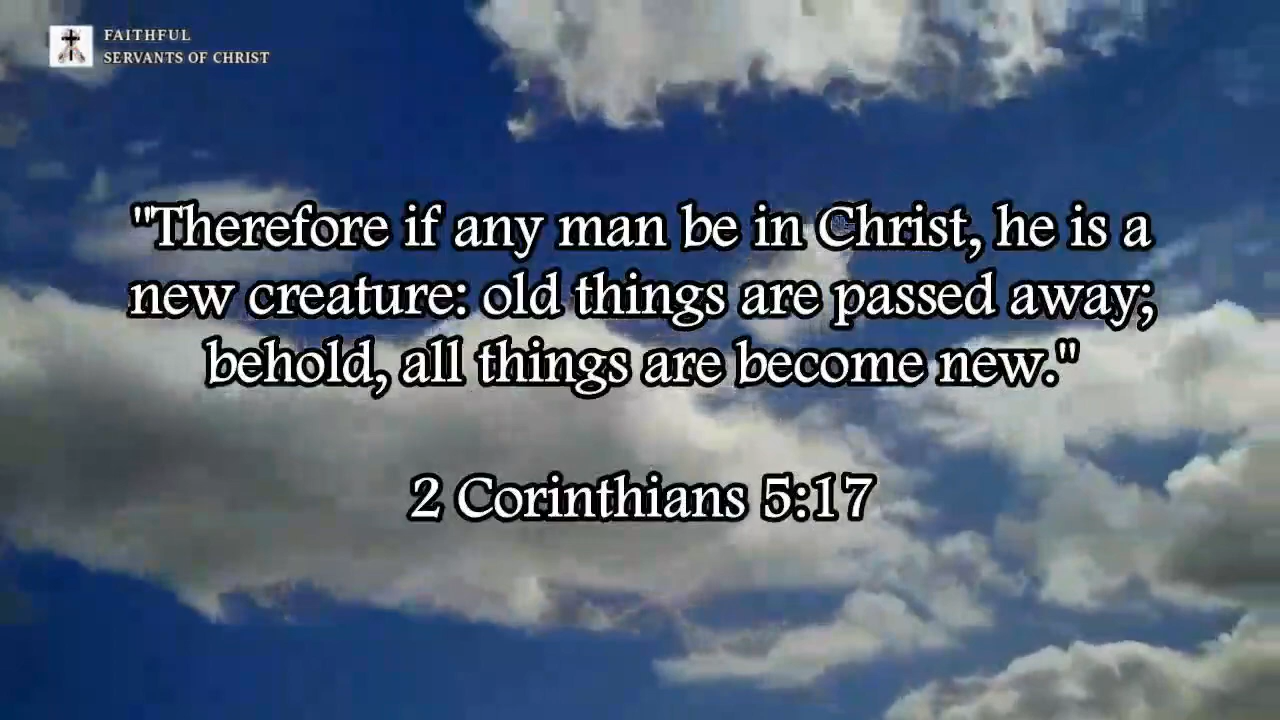 FAITHFUL
SERVANTS OF CHRIST
"Therefore if any man be in Christ, he is a
new creature: old things are passed away;
behold, all things are become new."
2 Corinthians 5:17